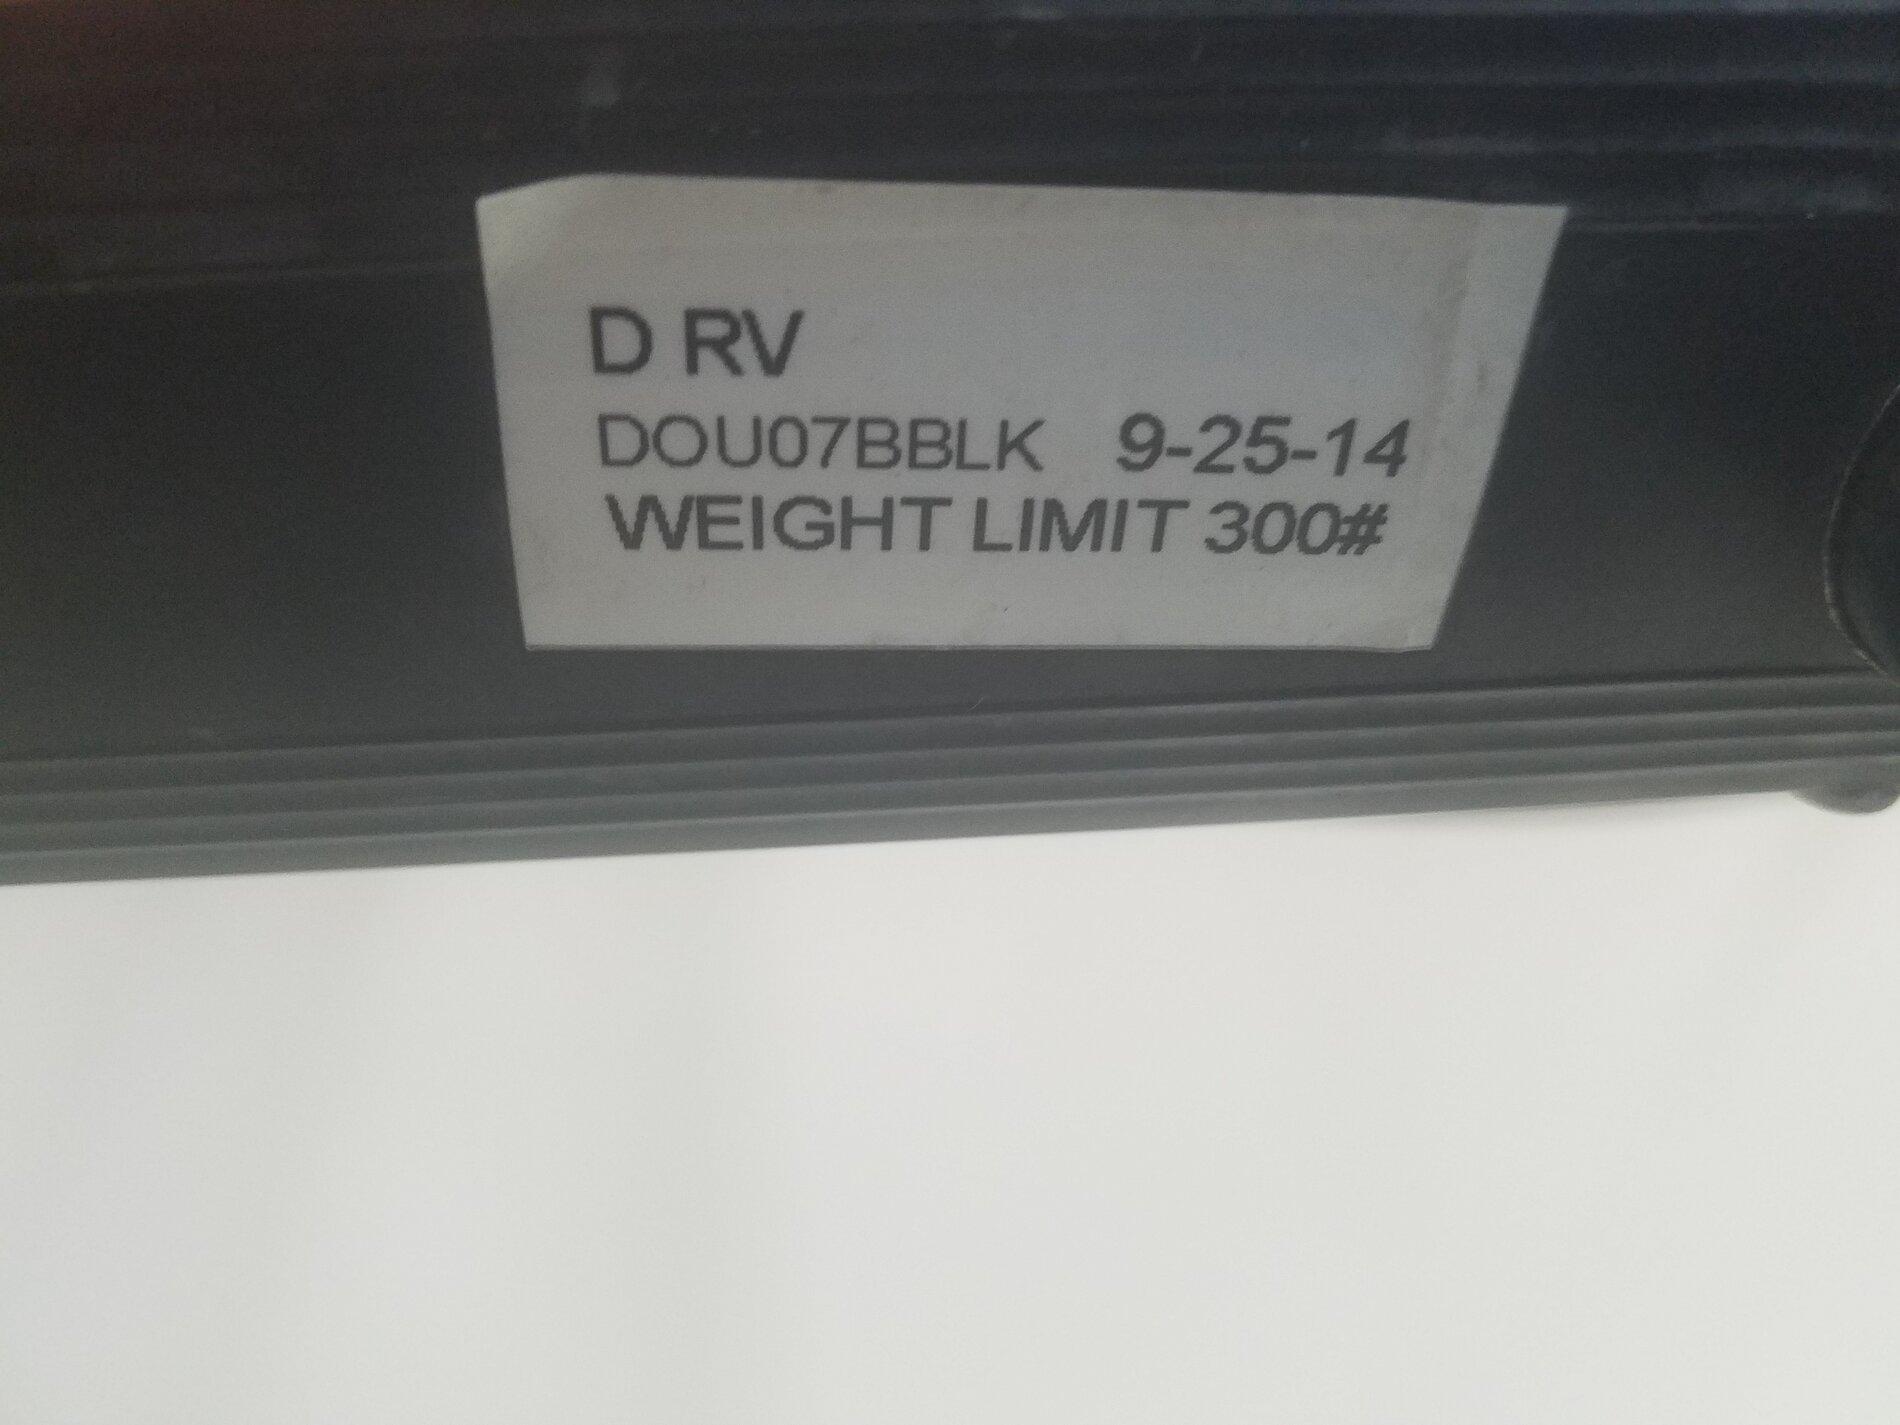 D RV
DOU07BBLK 9-25-14
WEIGHT LIMIT 300#